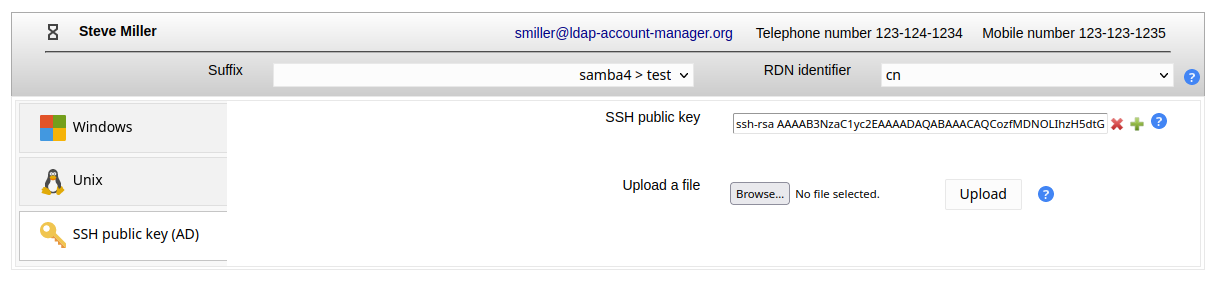 Steve Miller
smiller@ldap-account-manager.org Telephone number 123-124-1234 Mobile number 123-123-1235
Suffix samba4 > test RDN identifier cn ?
Windows
SSH public key ssh-rsa AAAAB3NzaC1yc2EAAAADAQABAAACAQCozfMDNOLIhzH5dtG ?
Unix
Upload a file Browse... No file selected. Upload ?
SSH public key (AD)